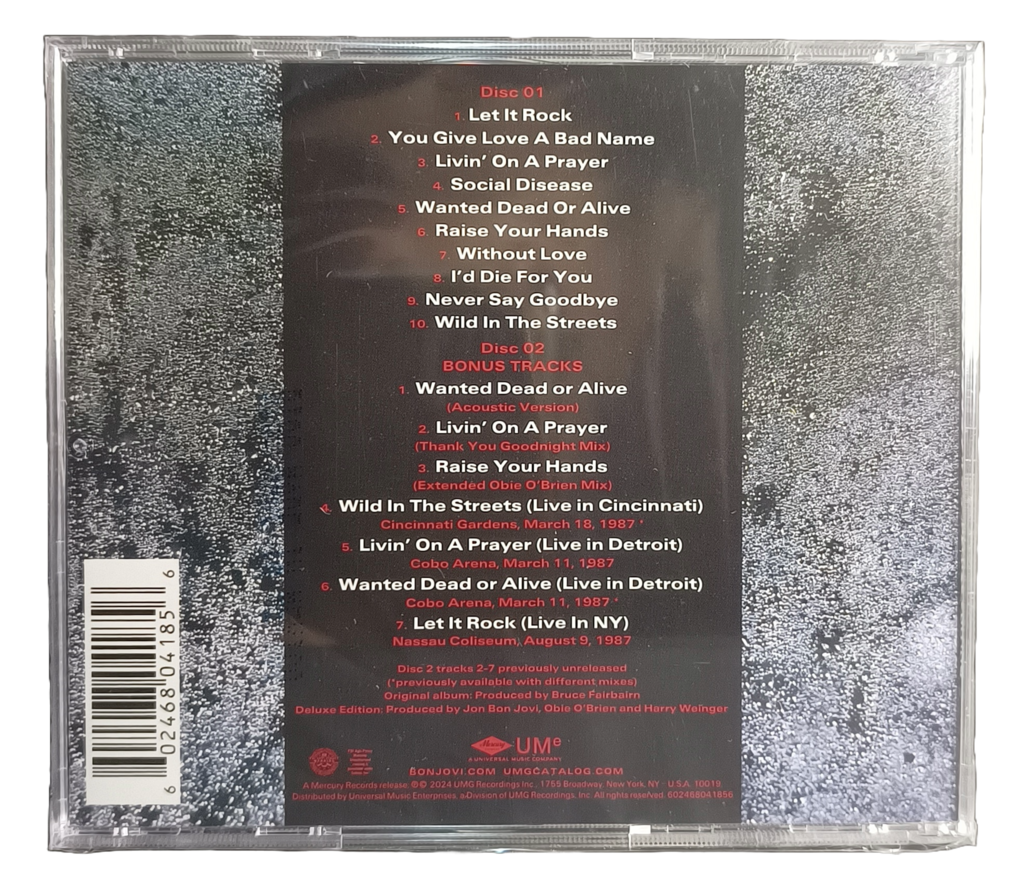 Disc 01
1. Let It Rock
2. You Give Love A Bad Name
3. Livin' On A Prayer
4. Social Disease
5. Wanted Dead Or Alive
6. Raise Your Hands
7. Without Love
8. I'd Die For You
9. Never Say Goodbye
10. Wild In The Streets
Disc 02
BONUS TRACKS
1. Wanted Dead or Alive
(Acoustic Version)
2. Livin' On A Prayer
(Thank You Goodnight Mix)
3. Raise Your Hands
(Extended Obie O'Brien Mix)
4. Wild In The Streets (Live in Cincinnati)
Cincinnati Gardens, March 18, 1987 *
5. Livin' On A Prayer (Live in Detroit)
Cobo Arena, March 11, 1987
6. Wanted Dead or Alive (Live in Detroit)
Cobo Arena, March 11, 1987 *
7. Let It Rock (Live In NY)
Nassau Coliseum, August 9, 1987
Disc 2 tracks 2-7 previously unreleased
(*previously available with different mixes)
Original album: Produced by Bruce Fairbairn
Deluxe Edition: Produced by Jon Bon Jovi, Obie O'Brien and Harry Weinger
Mercury UMe
A UNIVERSAL MUSIC COMPANY
BONJOVI.COM UMGCATALOG.COM
A Mercury Records release; ℗© 2024 UMG Recordings Inc., 1755 Broadway, New York, NY - U.S.A. 10019
Distributed by Universal Music Enterprises, a Division of UMG Recordings, Inc. All rights reserved. 602468041856
6 02468 04185 6